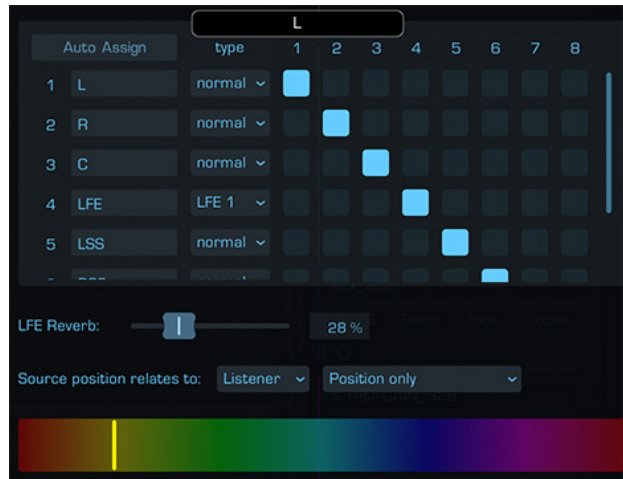 L
Auto Assign type 1 2 3 4 5 6 7 8
1 L normal
2 R normal
3 C normal
4 LFE LFE 1
5 LSS normal
LFE Reverb: 28 %
Source position relates to: Listener Position only